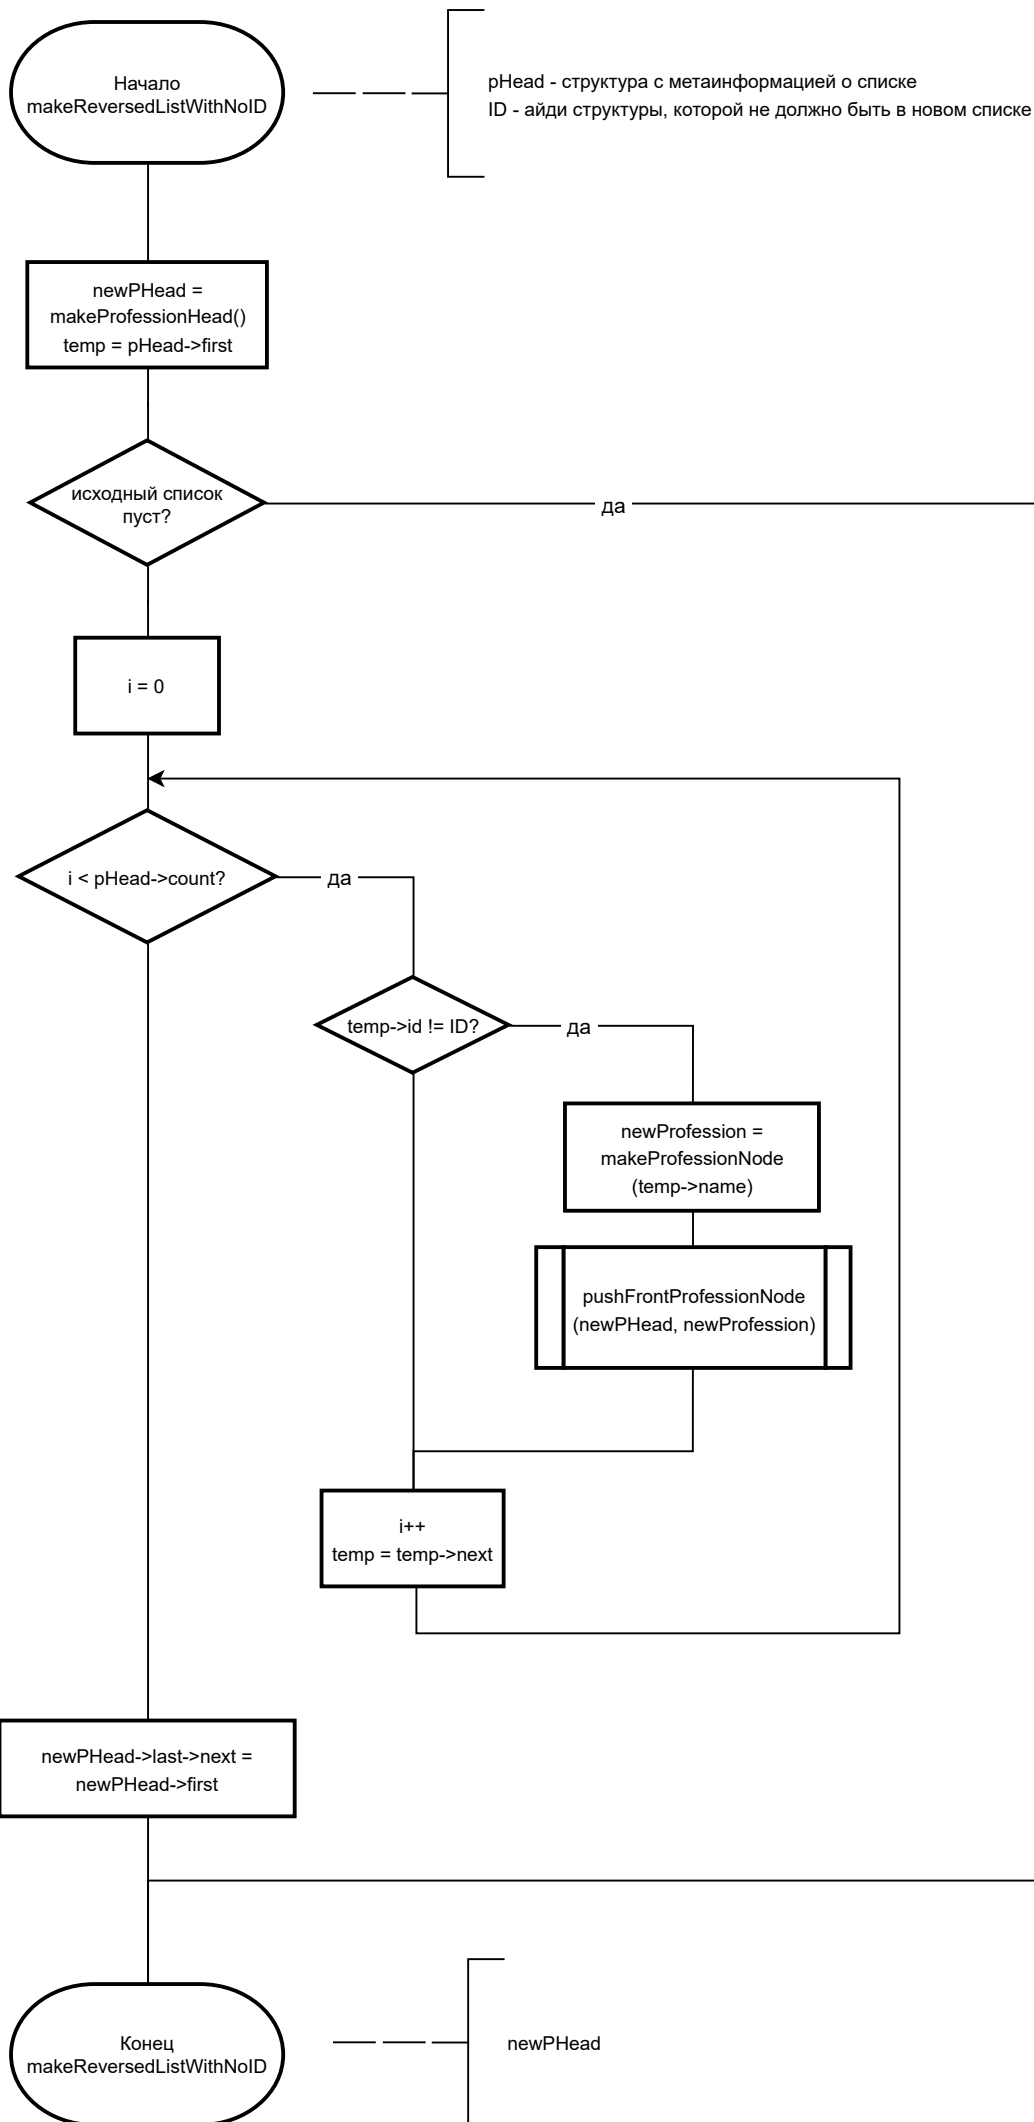 Начало
makeReversedListWithNoID
pHead - структура с метаинформацией о списке
ID - айди структуры, которой не должно быть в новом списке
newPHead =
makeProfessionHead()
temp = pHead->first
исходный список
пуст?
да
i = 0
i < pHead->count?
да
temp->id != ID?
да
newProfession =
makeProfessionNode
(temp->name)
pushFrontProfessionNode
(newPHead, newProfession)
i++
temp = temp->next
newPHead->last->next =
newPHead->first
Конец
makeReversedListWithNoID
newPHead